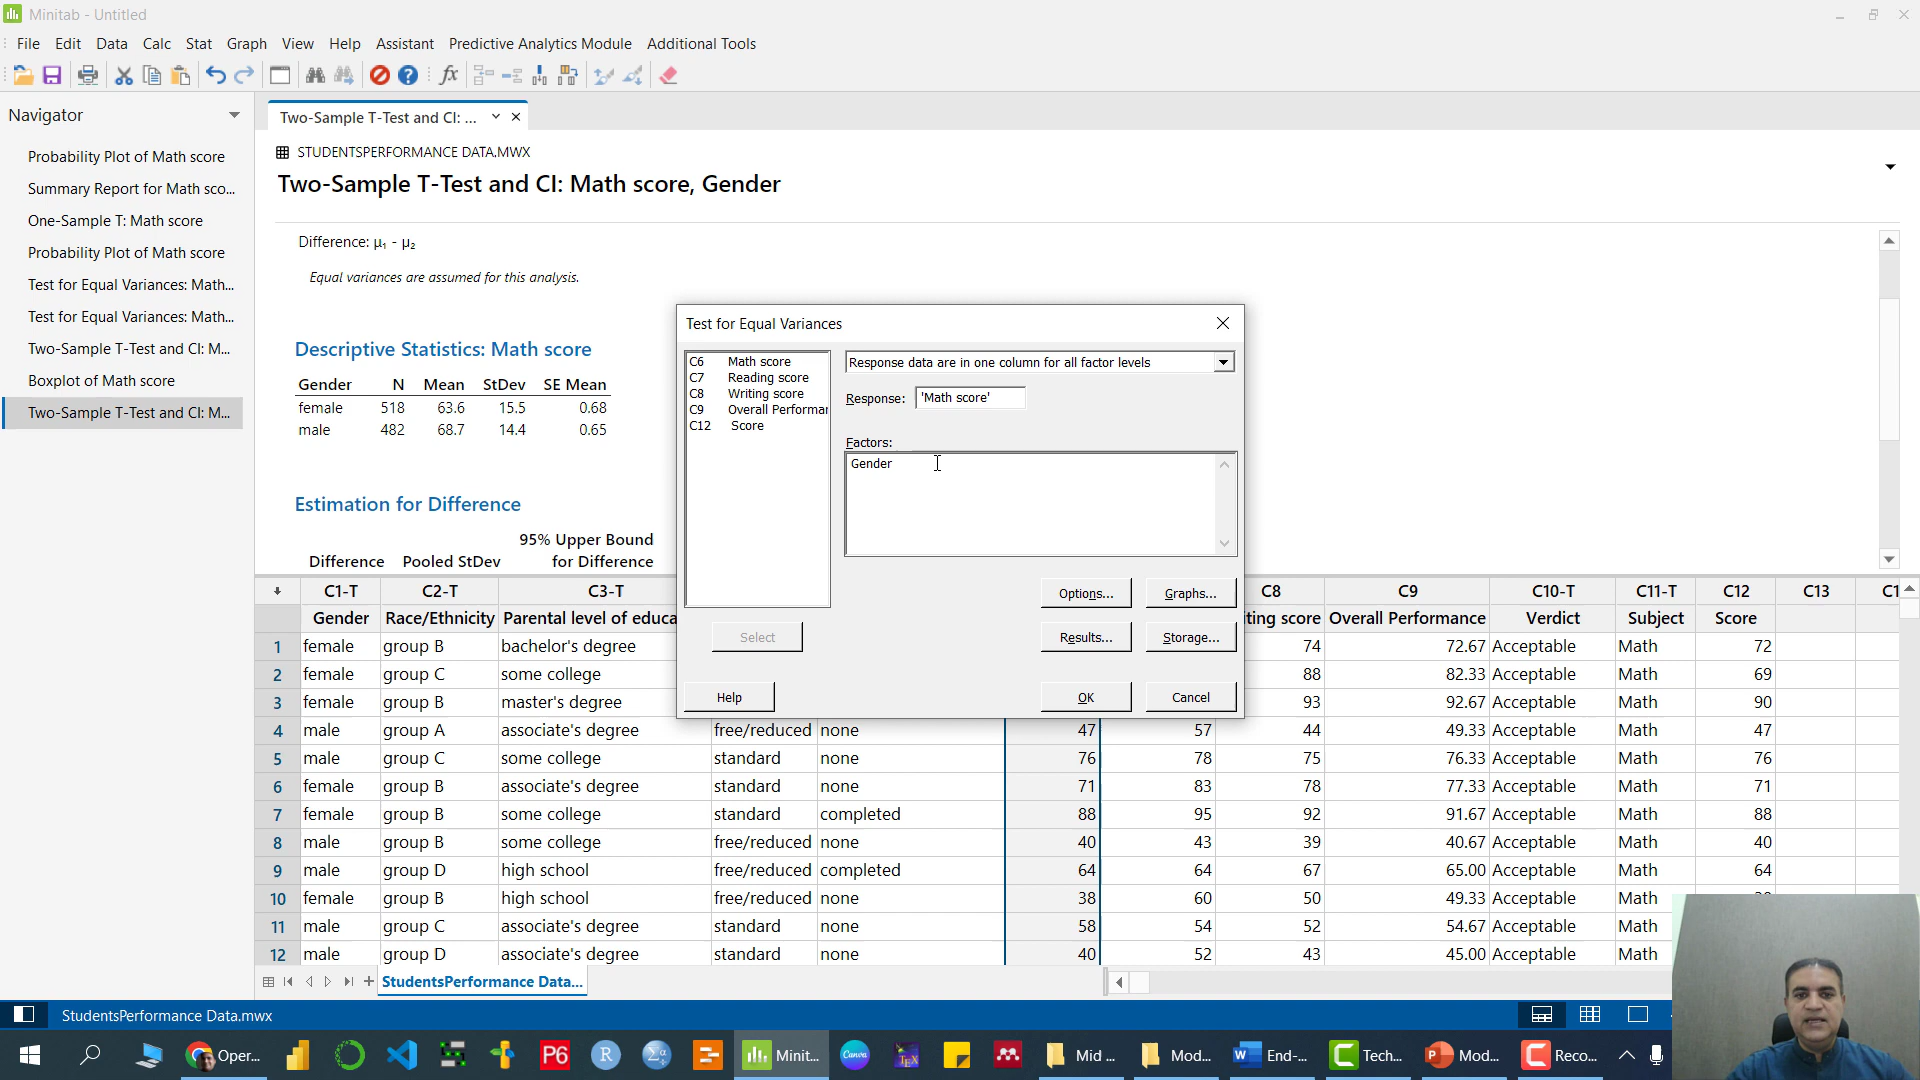 Minitab - Untitled
File Edit Data Calc Stat Graph View Help Assistant Predictive Analytics Module Additional Tools
Navigator
Probability Plot of Math score
Summary Report for Math sco...
One-Sample T: Math score
Probability Plot of Math score
Test for Equal Variances: Math...
Test for Equal Variances: Math...
Two-Sample T-Test and CI: M...
Boxplot of Math score
Two-Sample T-Test and CI: M...
Two-Sample T-Test and CI: ...
STUDENTSPERFORMANCE DATA.MWX
Two-Sample T-Test and CI: Math score, Gender
Difference: μ₁ - μ₂
Equal variances are assumed for this analysis.
Descriptive Statistics: Math score
Gender N Mean StDev SE Mean
female 518 63.6 15.5 0.68
male 482 68.7 14.4 0.65
Estimation for Difference
95% Upper Bound
Difference Pooled StDev for Difference
Test for Equal Variances
C6 Math score
C7 Reading score
C8 Writing score
C9 Overall Performar
C12 Score
Response data are in one column for all factor levels
Response: 'Math score'
Factors:
Gender
Options... Graphs...
Select Results... Storage...
Help OK Cancel
C1-T C2-T C3-T C8 C9 C10-T C11-T C12 C13 C1
Gender Race/Ethnicity Parental level of educa ting score Overall Performance Verdict Subject Score
1 female group B bachelor's degree 74 72.67 Acceptable Math 72
2 female group C some college 88 82.33 Acceptable Math 69
3 female group B master's degree 93 92.67 Acceptable Math 90
4 male group A associate's degree free/reduced none 47 57 44 49.33 Acceptable Math 47
5 male group C some college standard none 76 78 75 76.33 Acceptable Math 76
6 female group B associate's degree standard none 71 83 78 77.33 Acceptable Math 71
7 female group B some college standard completed 88 95 92 91.67 Acceptable Math 88
8 male group B some college free/reduced none 40 43 39 40.67 Acceptable Math 40
9 male group D high school free/reduced completed 64 64 67 65.00 Acceptable Math 64
10 female group B high school free/reduced none 38 60 50 49.33 Acceptable Math
11 male group C associate's degree standard none 58 54 52 54.67 Acceptable Math
12 male group D associate's degree standard none 40 52 43 45.00 Acceptable Math
StudentsPerformance Data...
StudentsPerformance Data.mwx
Oper... P6 R Minit... Canva TEX Mid ... Mod... End-... Tech... Mod... Reco...